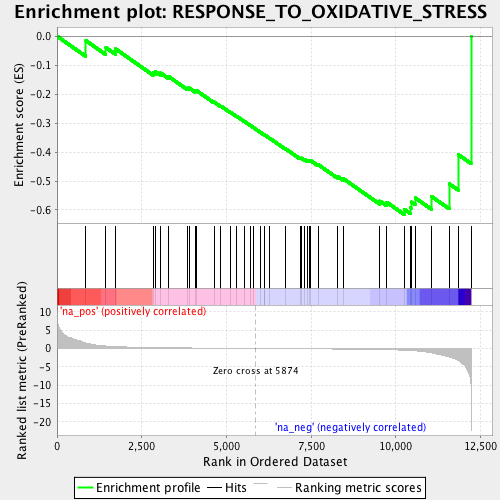 Enrichment plot: RESPONSE_TO_OXIDATIVE_STRESS
Enrichment score (ES)
0.0
-0.1
-0.2
-0.3
-0.4
-0.5
-0.6
'na_pos' (positively correlated)
Ranked list metric (PreRanked)
10
5
0
-5
-10
-15
-20
Zero cross at 5874
'na_neg' (negatively correlated)
0
2,500
5,000
7,500
10,000
12,500
Rank in Ordered Dataset
Enrichment profile
Hits
Ranking metric scores